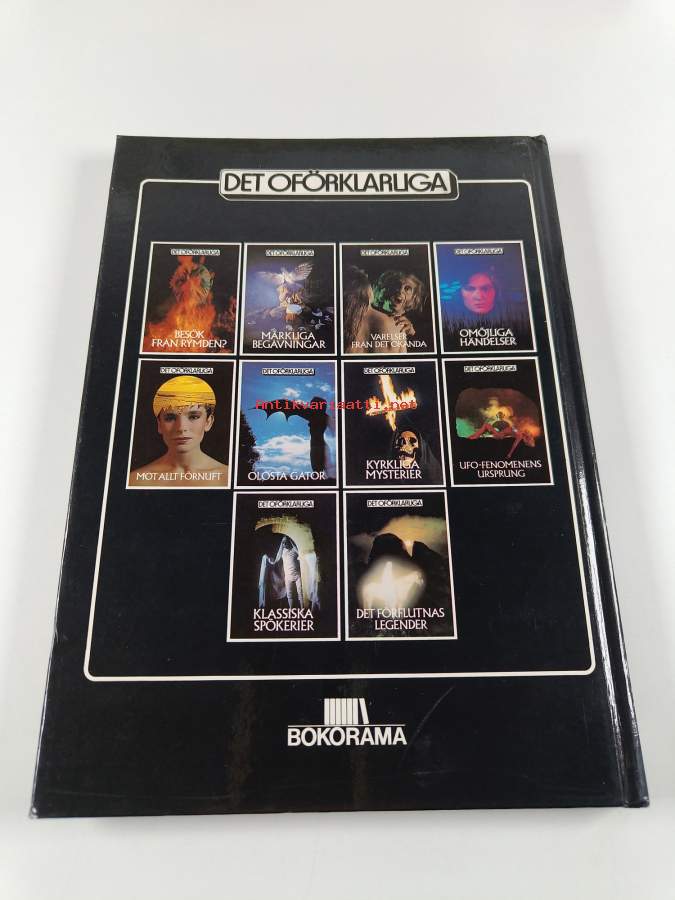 DET OFÖRKLARLIGA
DET OFÖRKLARLIGA
BESÖK
FRÅN RYMDEN?
DET OFÖRKLARLIGA
MÄRKLIGA
BEGÅVNINGAR
DET OFÖRKLARLIGA
VARELSER
FRÅN DET OKÄNDA
DET OFÖRKLARLIGA
OMÖJLIGA
HÄNDELSER
DET OFÖRKLARLIGA
MOT ALLT FÖRNUFT
DET OFÖRKLARLIGA
OLÖSTA GÅTOR
DET OFÖRKLARLIGA
KYRKLIGA
MYSTERIER
DET OFÖRKLARLIGA
UFO-FENOMENENS
URSPRUNG
Antikvariaatti.net
DET OFÖRKLARLIGA
KLASSISKA
SPÖKERIER
DET OFÖRKLARLIGA
DET FÖRFLUTNAS
LEGENDER
BOKORAMA